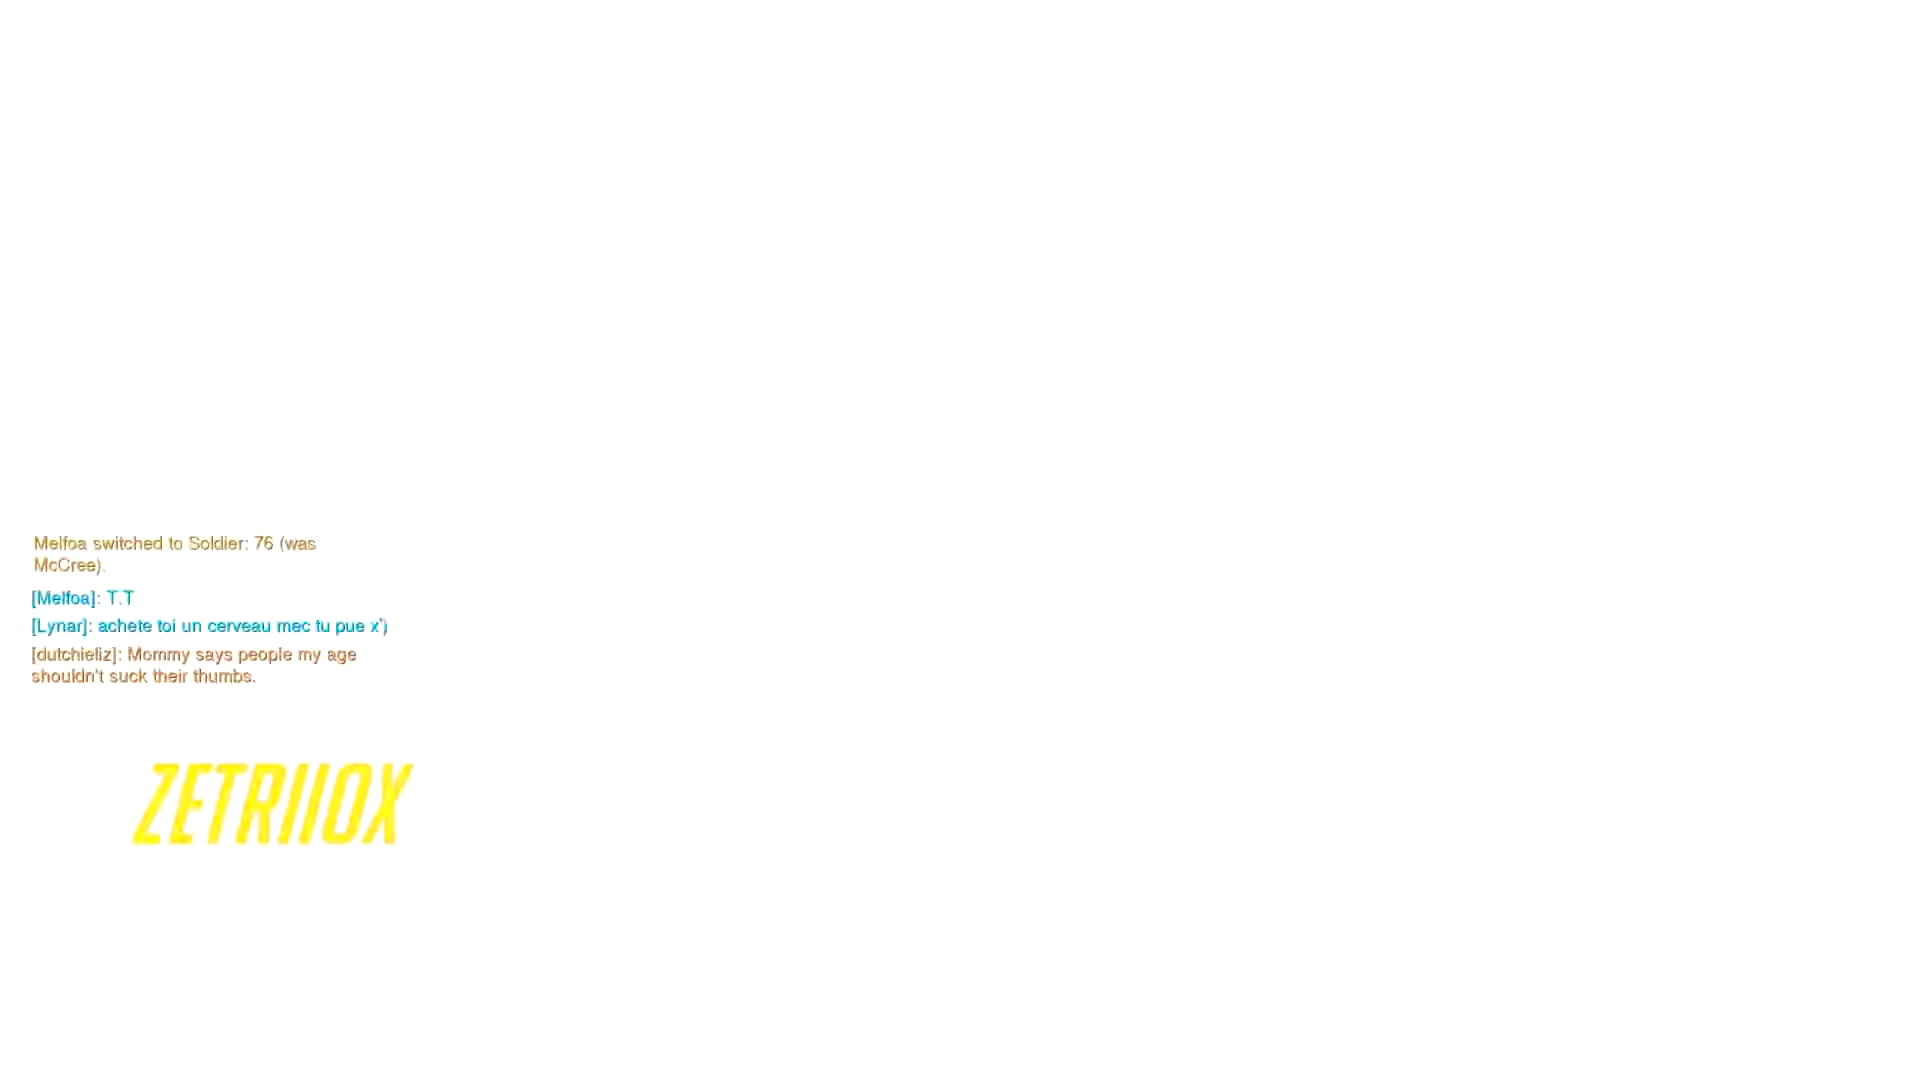 Melfoa switched to Soldier: 76 (was
McCree).
[Melfoa]: T.T
[Lynar]: achete toi un cerveau mec tu pue x')
[dutchieliz]: Mommy says people my age
shouldn't suck their thumbs.
ZETRIIOX